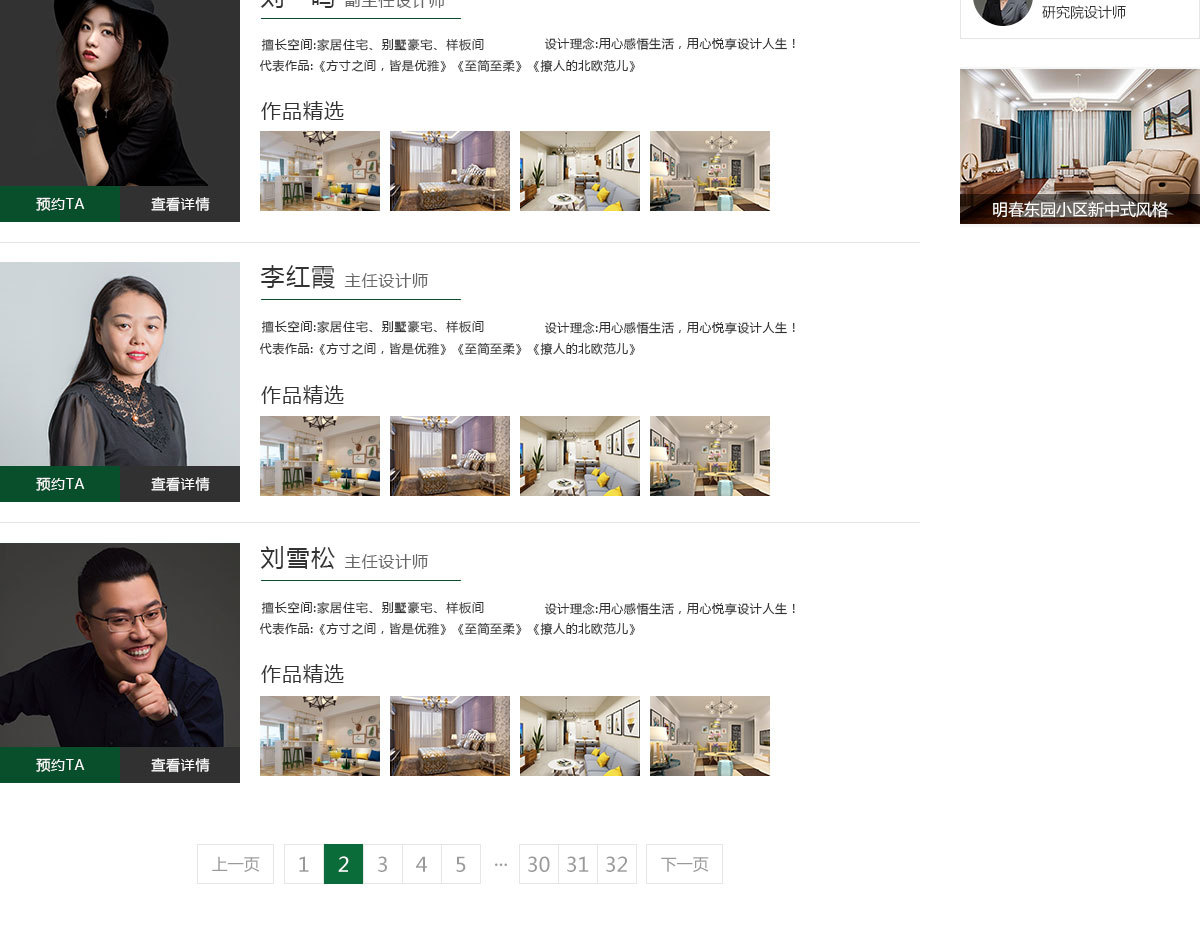 副主任设计师
擅长空间:家居住宅、别墅豪宅、样板间
设计理念:用心感悟生活，用心悦享设计人生！
代表作品:《方寸之间，皆是优雅》《至简至柔》《撩人的北欧范儿》
作品精选
预约TA 查看详情
李红霞 主任设计师
擅长空间:家居住宅、别墅豪宅、样板间
设计理念:用心感悟生活，用心悦享设计人生！
代表作品:《方寸之间，皆是优雅》《至简至柔》《撩人的北欧范儿》
作品精选
预约TA 查看详情
刘雪松 主任设计师
擅长空间:家居住宅、别墅豪宅、样板间
设计理念:用心感悟生活，用心悦享设计人生！
代表作品:《方寸之间，皆是优雅》《至简至柔》《撩人的北欧范儿》
作品精选
预约TA 查看详情
上一页 1 2 3 4 5 ··· 30 31 32 下一页
研究院设计师
明春东园小区新中式风格